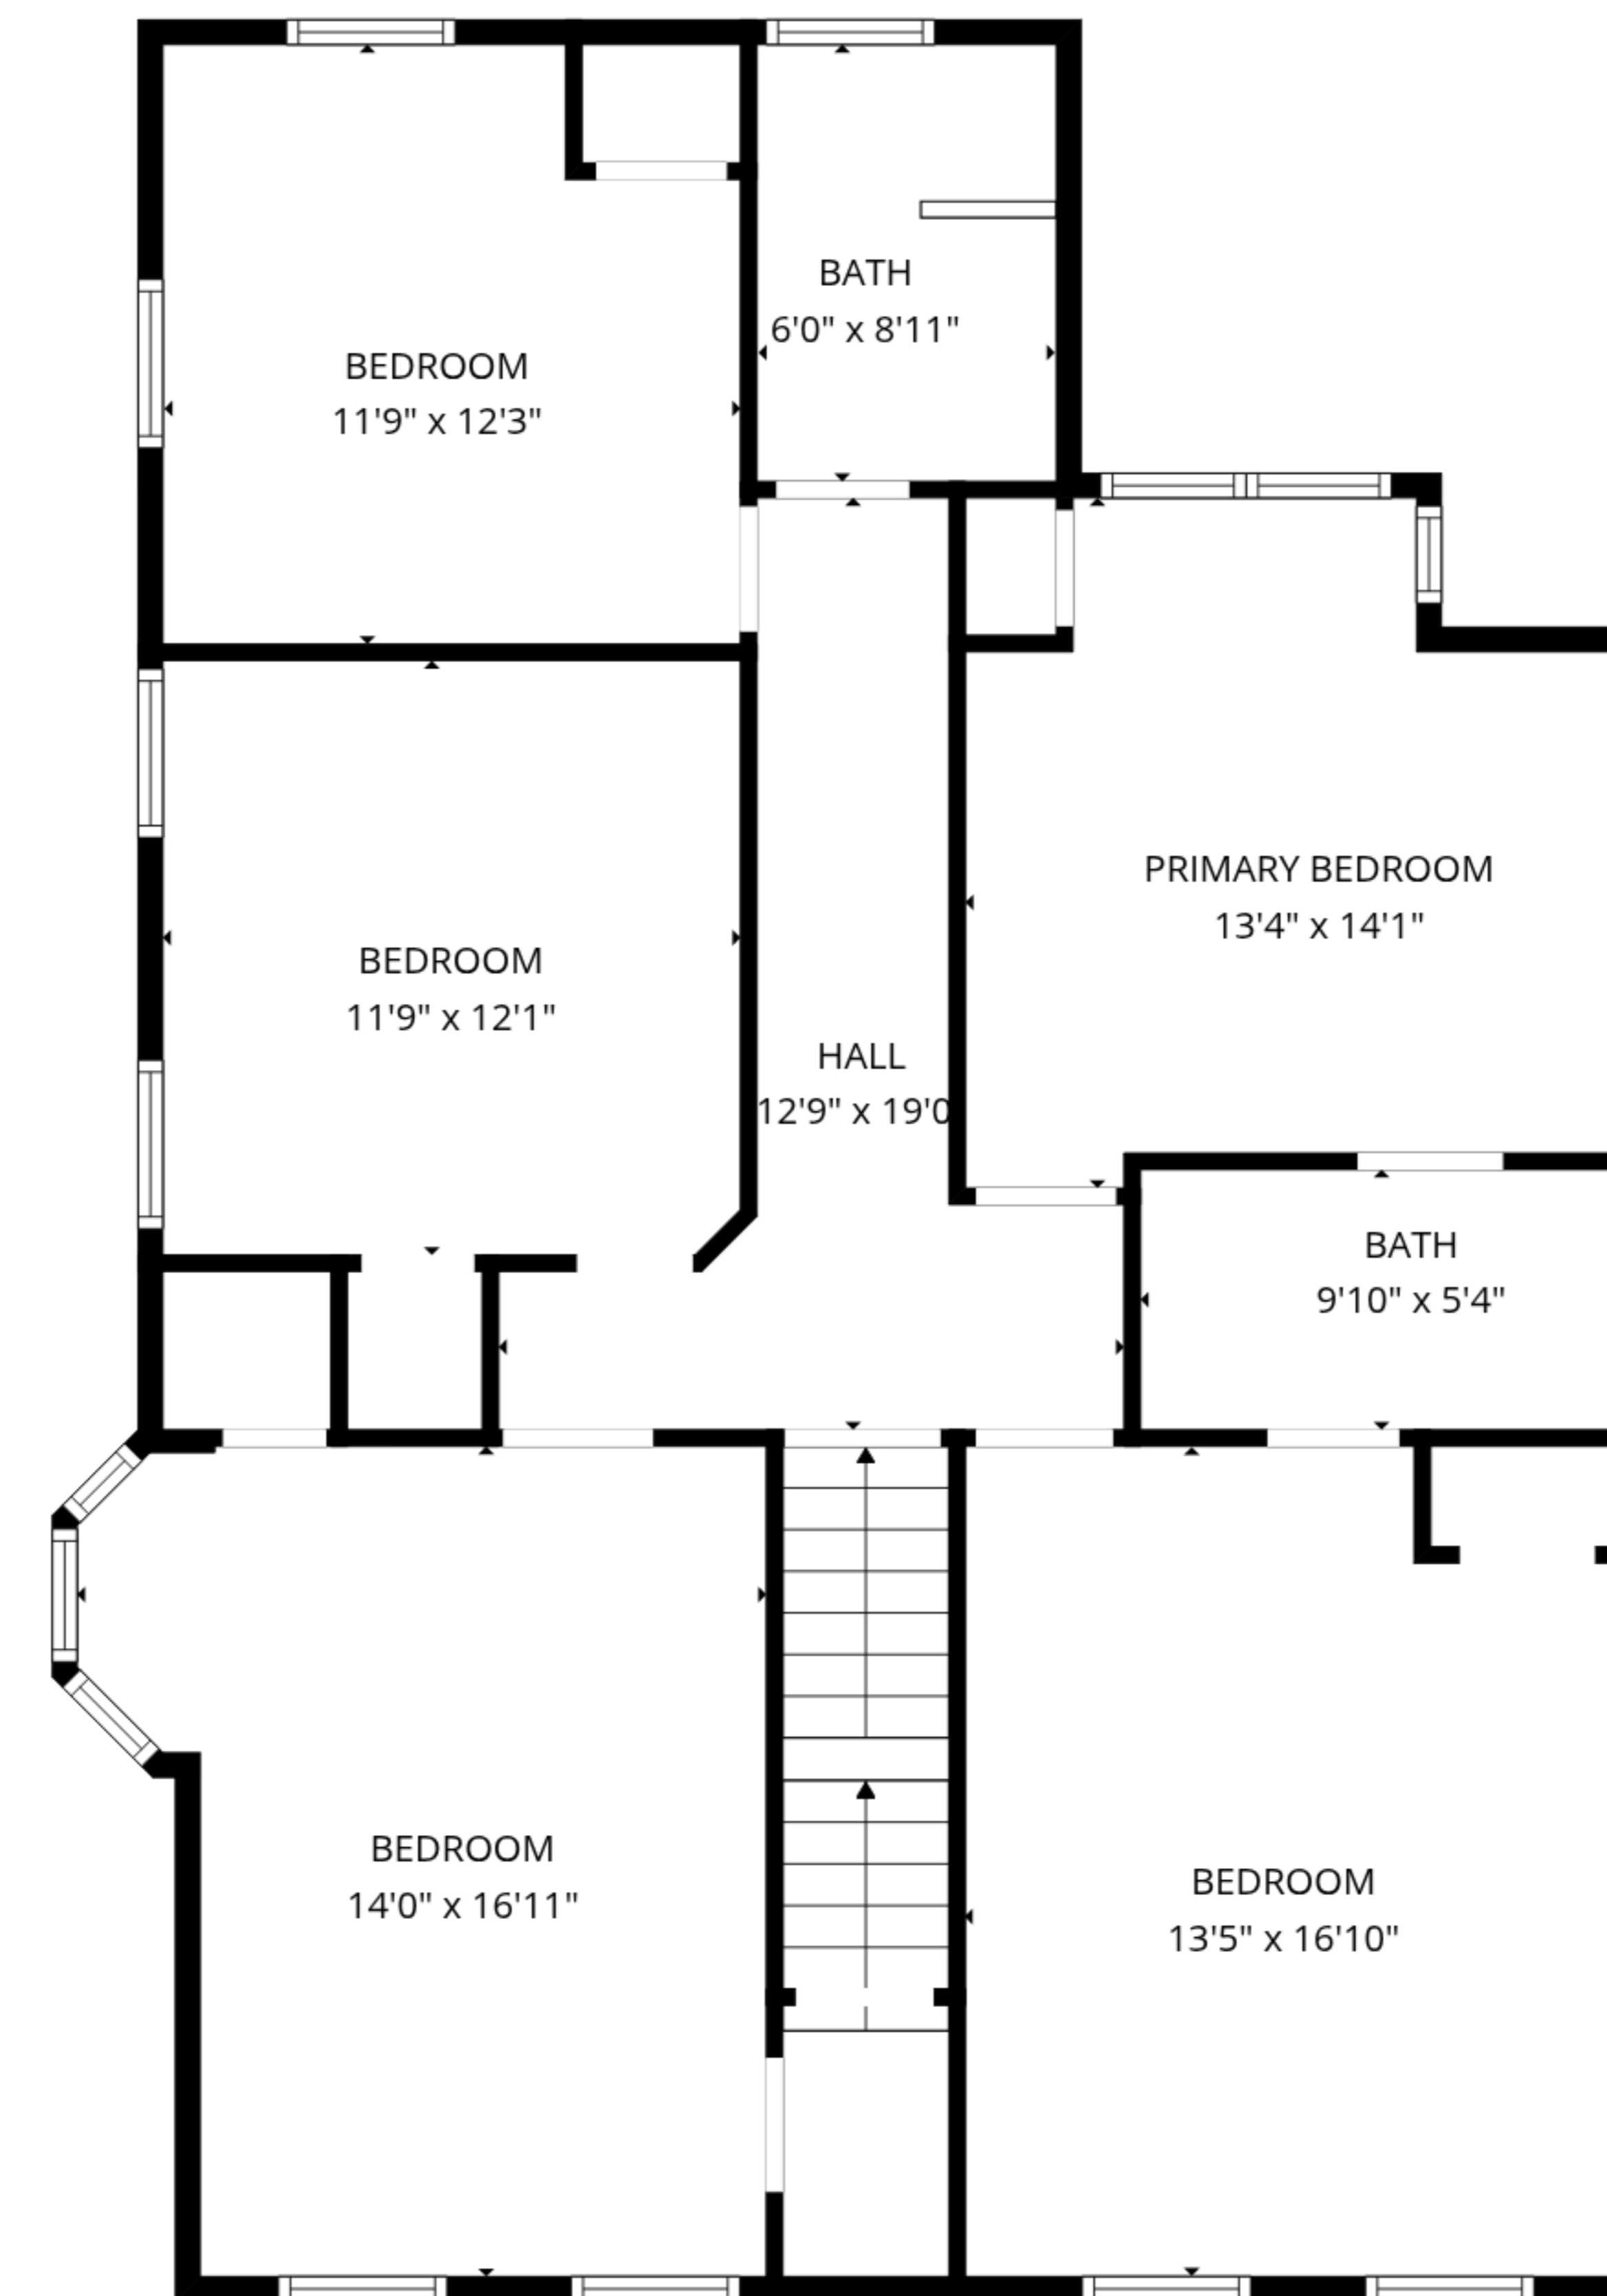 BATH
6'0" x 8'11"
BEDROOM
11'9" x 12'3"
PRIMARY BEDROOM
13'4" x 14'1"
BEDROOM
11'9" x 12'1"
HALL
12'9" x 19'0
BATH
9'10" x 5'4"
BEDROOM
14'0" x 16'11"
BEDROOM
13'5" x 16'10"